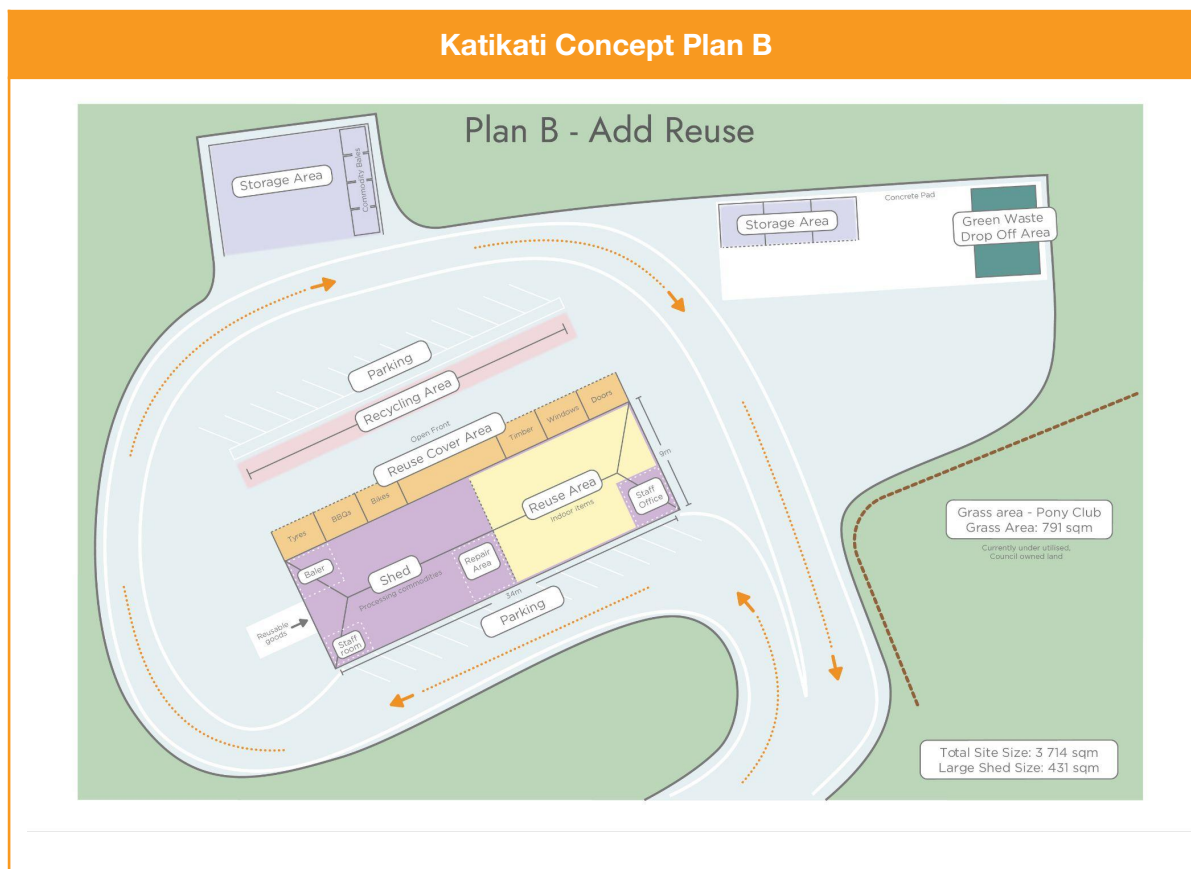 Katikati Concept Plan B
Plan B - Add Reuse
Storage Area
Commodity Bales
Concrete Pad
Storage Area
Green Waste
Drop Off Area
Parking
Recycling Area
Open Front
Reuse Cover Area
Tyres
BBQs
Bikes
Timber
Windows
Doors
9m
Reuse Area
Indoor items
Staff
Office
Baler
Shed
Processing commodities
Repair
Area
34m
Parking
Reusable
goods
Staff
room
Grass area - Pony Club
Grass Area: 791 sqm
Currently under utilised,
Council owned land
Total Site Size: 3 714 sqm
Large Shed Size: 431 sqm